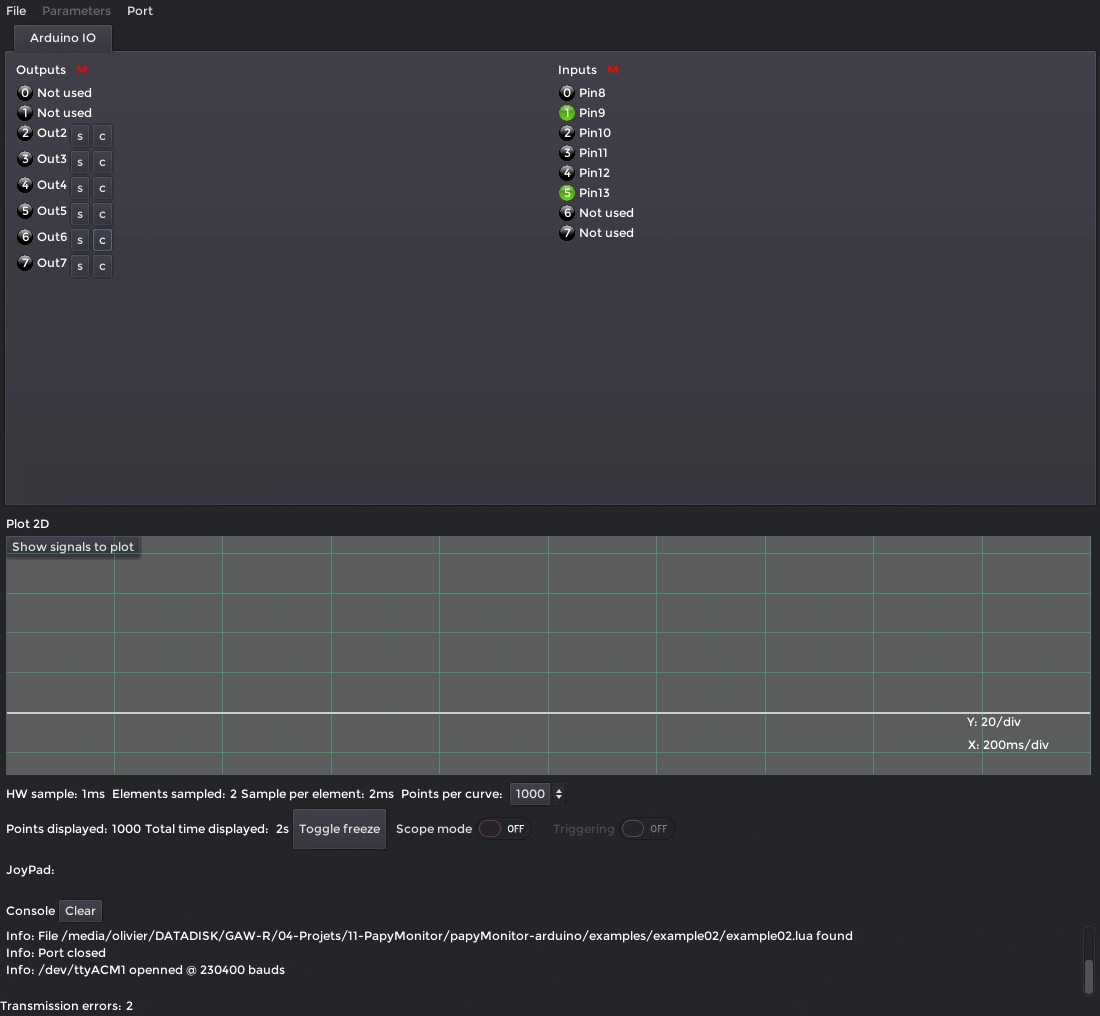 File Parameters Port
Arduino IO
Outputs M
0 Not used
1 Not used
2 Out2 s c
3 Out3 s c
4 Out4 s c
5 Out5 s c
6 Out6 s c
7 Out7 s c
Inputs M
0 Pin8
1 Pin9
2 Pin10
3 Pin11
4 Pin12
5 Pin13
6 Not used
7 Not used
Plot 2D
Show signals to plot
Y: 20/div
X: 200ms/div
HW sample: 1ms Elements sampled: 2 Sample per element: 2ms Points per curve: 1000
Points displayed: 1000 Total time displayed: 2s Toggle freeze Scope mode OFF Triggering OFF
JoyPad:
Console Clear
Info: File /media/olivier/DATADISK/GAW-R/04-Projets/11-PapyMonitor/papyMonitor-arduino/examples/example02/example02.lua found
Info: Port closed
Info: /dev/ttyACM1 openned @ 230400 bauds
Transmission errors: 2